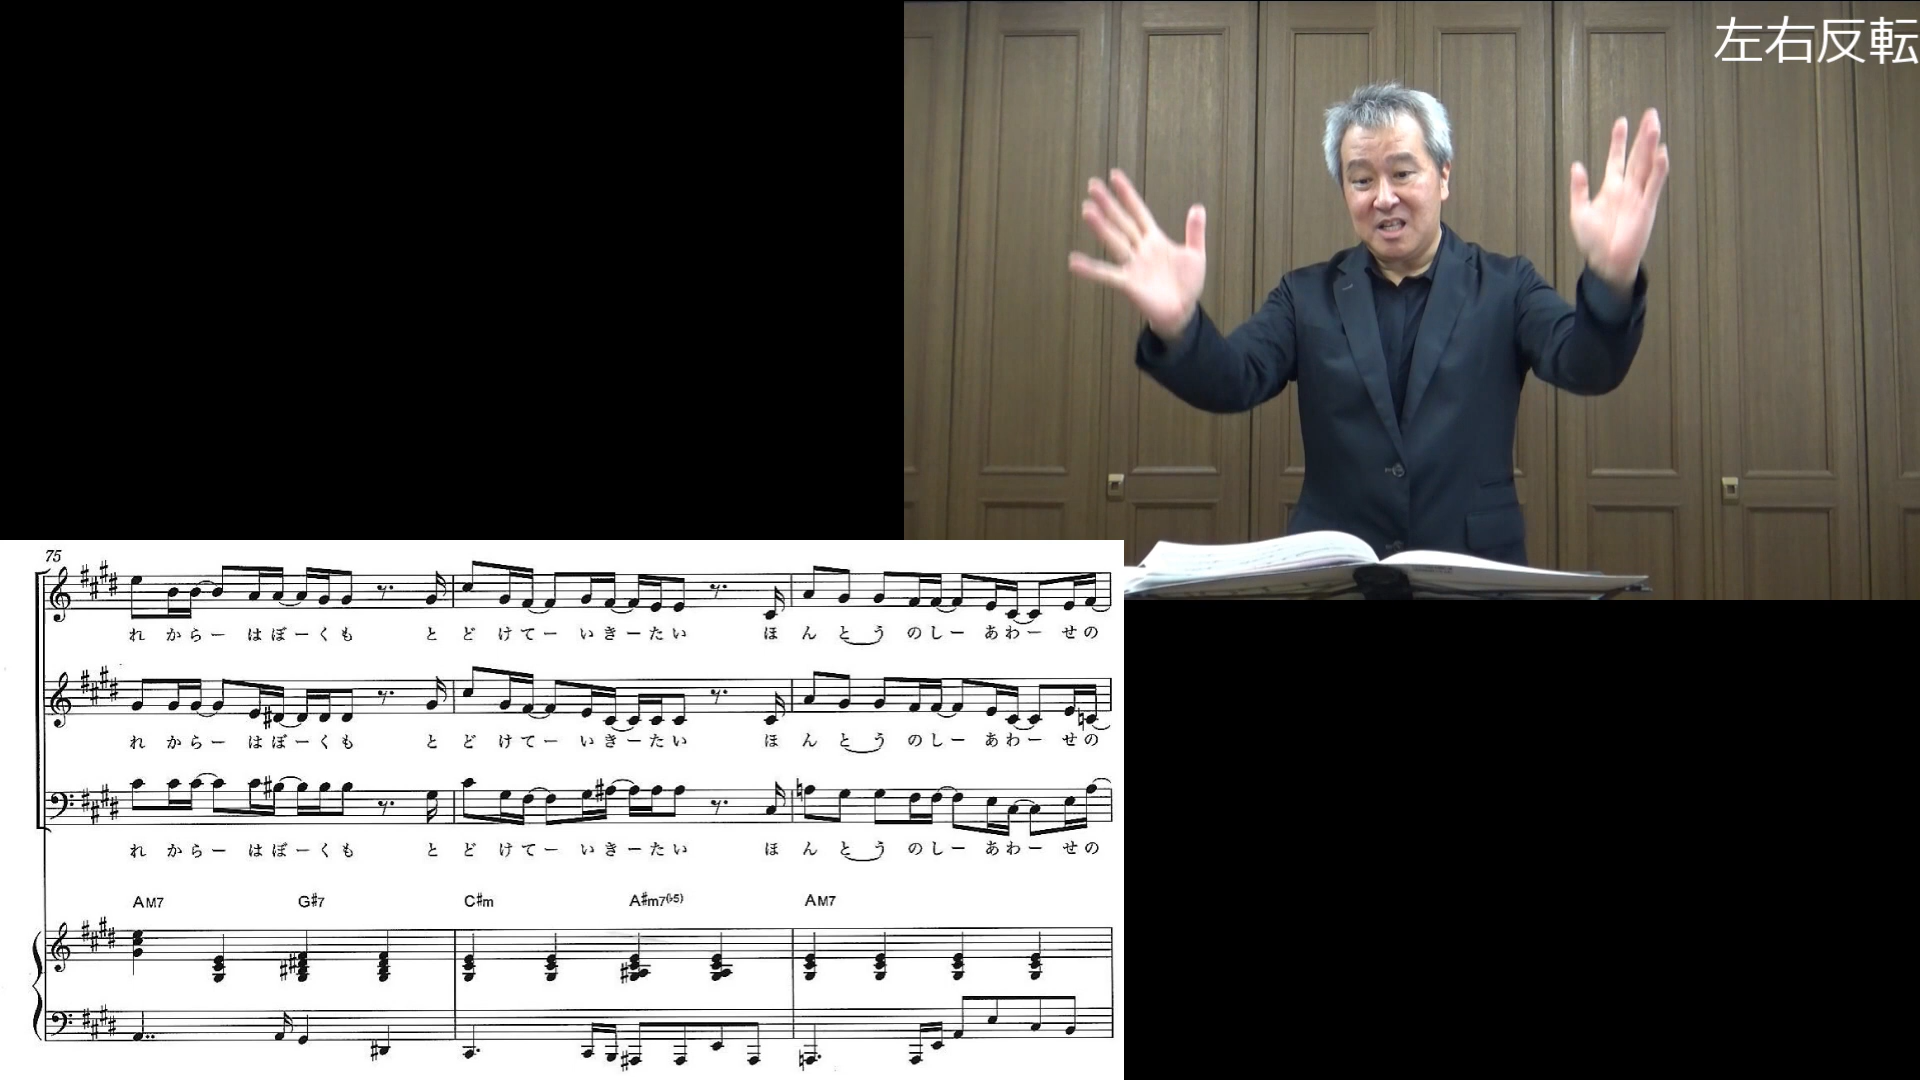 左右反転
75
れ からー はぼーくも と どけてー いきーたい ほ んとう のしー あわー せの
れ からー はぼーくも と どけてー いきーたい ほ んとう のしー あわー せの
れ からー はぼーくも と どけてー いきーたい ほ んとう のしー あわー せの
AM7 G#7 C#m A#m7(♭5) AM7